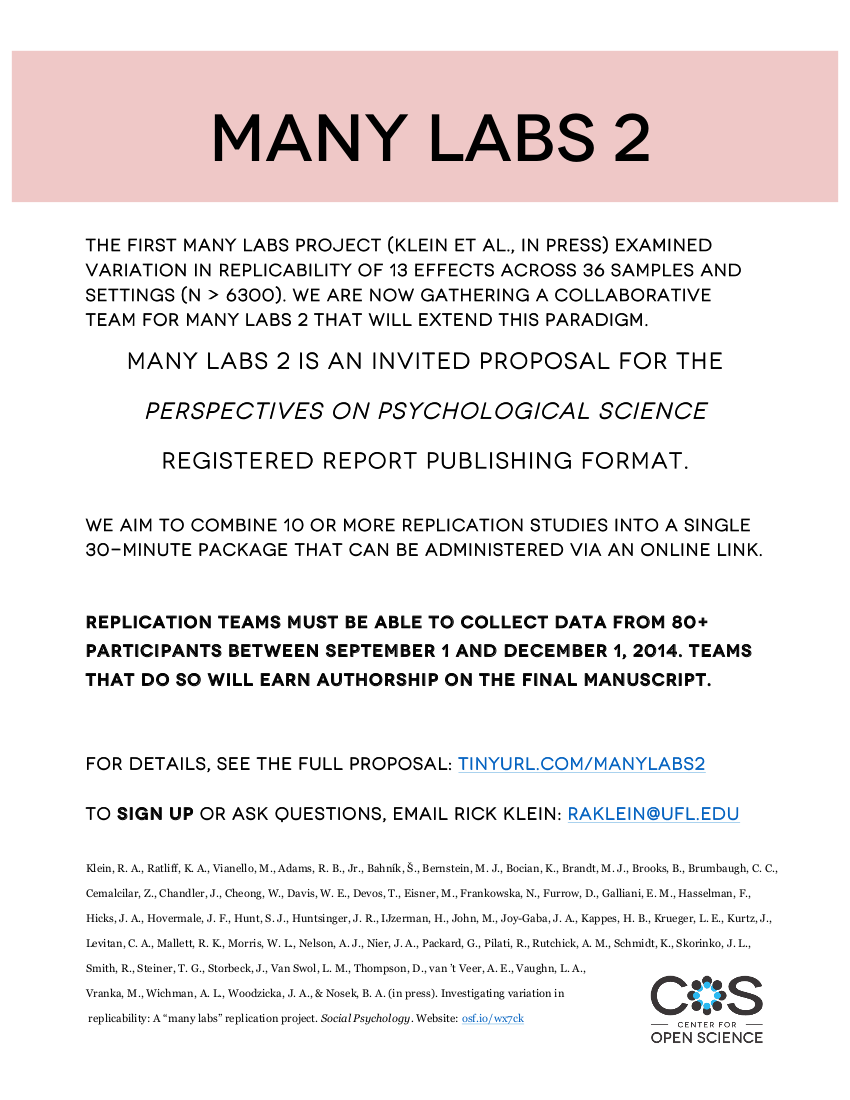 MANY LABS 2
THE FIRST MANY LABS PROJECT (KLEIN ET AL., IN PRESS) EXAMINED
VARIATION IN REPLICABILITY OF 13 EFFECTS ACROSS 36 SAMPLES AND
SETTINGS (N > 6300). WE ARE NOW GATHERING A COLLABORATIVE
TEAM FOR MANY LABS 2 THAT WILL EXTEND THIS PARADIGM.
MANY LABS 2 IS AN INVITED PROPOSAL FOR THE
PERSPECTIVES ON PSYCHOLOGICAL SCIENCE
REGISTERED REPORT PUBLISHING FORMAT.
WE AIM TO COMBINE 10 OR MORE REPLICATION STUDIES INTO A SINGLE
30-MINUTE PACKAGE THAT CAN BE ADMINISTERED VIA AN ONLINE LINK.
REPLICATION TEAMS MUST BE ABLE TO COLLECT DATA FROM 80+
PARTICIPANTS BETWEEN SEPTEMBER 1 AND DECEMBER 1, 2014. TEAMS
THAT DO SO WILL EARN AUTHORSHIP ON THE FINAL MANUSCRIPT.
FOR DETAILS, SEE THE FULL PROPOSAL: TINYURL.COM/MANYLABS2
TO SIGN UP OR ASK QUESTIONS, EMAIL RICK KLEIN: RAKLEIN@UFL.EDU
Klein, R. A., Ratliff, K. A., Vianello, M., Adams, R. B., Jr., Bahník, Š., Bernstein, M. J., Bocian, K., Brandt, M. J., Brooks, B., Brumbaugh, C. C.,
Cemalcilar, Z., Chandler, J., Cheong, W., Davis, W. E., Devos, T., Eisner, M., Frankowska, N., Furrow, D., Galliani, E. M., Hasselman, F.,
Hicks, J. A., Hovermale, J. F., Hunt, S. J., Huntsinger, J. R., IJzerman, H., John, M., Joy-Gaba, J. A., Kappes, H. B., Krueger, L. E., Kurtz, J.,
Levitan, C. A., Mallett, R. K., Morris, W. L., Nelson, A. J., Nier, J. A., Packard, G., Pilati, R., Rutchick, A. M., Schmidt, K., Skorinko, J. L.,
Smith, R., Steiner, T. G., Storbeck, J., Van Swol, L. M., Thompson, D., van 't Veer, A. E., Vaughn, L. A.,
Vranka, M., Wichman, A. L., Woodzicka, J. A., & Nosek, B. A. (in press). Investigating variation in
replicability: A “many labs” replication project. Social Psychology. Website: osf.io/wx7ck
COS
CENTER FOR
OPEN SCIENCE